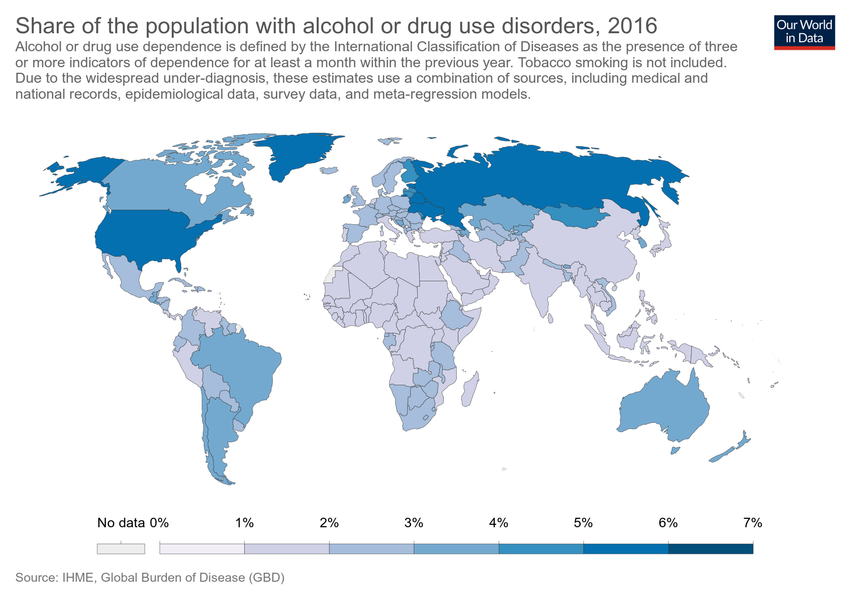 Share of the population with alcohol or drug use disorders, 2016
Our World
in Data
Alcohol or drug use dependence is defined by the International Classification of Diseases as the presence of three
or more indicators of dependence for at least a month within the previous year. Tobacco smoking is not included.
Due to the widespread under-diagnosis, these estimates use a combination of sources, including medical and
national records, epidemiological data, survey data, and meta-regression models.
No data 0% 1% 2% 3% 4% 5% 6% 7%
Source: IHME, Global Burden of Disease (GBD)